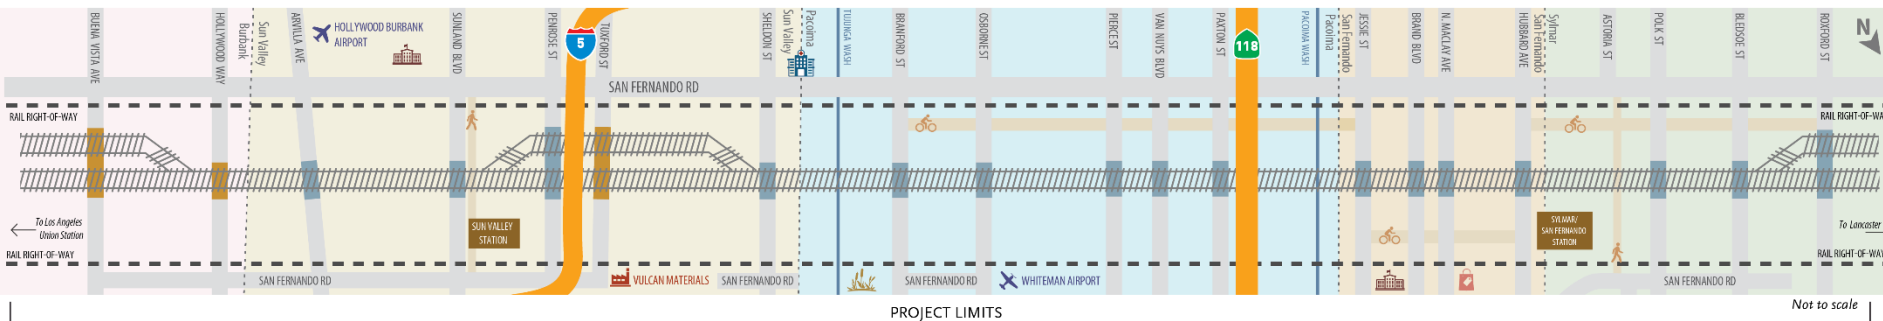 BUENA VISTA AVE
HOLLYWOOD WAY
Burbank
Sun Valley
ARVILLA AVE
HOLLYWOOD BURBANK
AIRPORT
SUNLAND BLVD
PENROSE ST
5
TUXFORD ST
SHELDON ST
Sun Valley
Pacoima
TUJUNGA WASH
BRANFORD ST
OSBORNE ST
PIERCE ST
VAN NUYS BLVD
PAXTON ST
118
PACOIMA WASH
Pacoima
San Fernando
JESSIE ST
BRAND BLVD
N. MACLAY AVE
HUBBARD AVE
San Fernando
Sylmar
ASTORIA ST
POLK ST
BLEDSOE ST
ROXFORD ST
N
SAN FERNANDO RD
RAIL RIGHT-OF-WAY
RAIL RIGHT-OF-WA
To Los Angeles
Union Station
SUN VALLEY
STATION
SYLMAR/
SAN FERNANDO
STATION
To Lancaster
RAIL RIGHT-OF-WAY
RAIL RIGHT-OF-WAY
SAN FERNANDO RD
VULCAN MATERIALS
SAN FERNANDO RD
SAN FERNANDO RD
WHITEMAN AIRPORT
SAN FERNANDO RD
PROJECT LIMITS
Not to scale